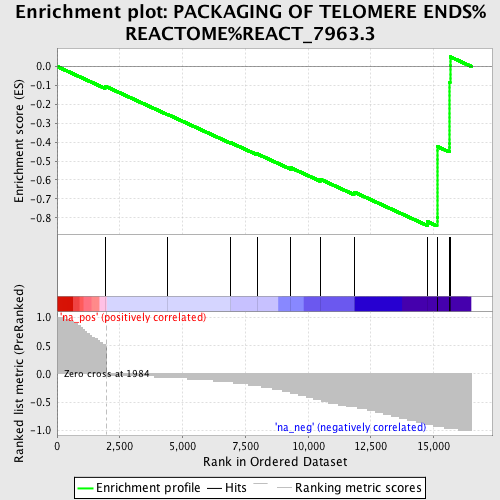 Enrichment plot: PACKAGING OF TELOMERE ENDS%
REACTOME%REACT_7963.3
Enrichment score (ES)
0.0
-0.1
-0.2
-0.3
-0.4
-0.5
-0.6
-0.7
-0.8
Ranked list metric (PreRanked)
1.0
0.5
0.0
-0.5
-1.0
'na_pos' (positively correlated)
Zero cross at 1984
'na_neg' (negatively correlated)
0 2,500 5,000 7,500 10,000 12,500 15,000
Rank in Ordered Dataset
Enrichment profile Hits Ranking metric scores